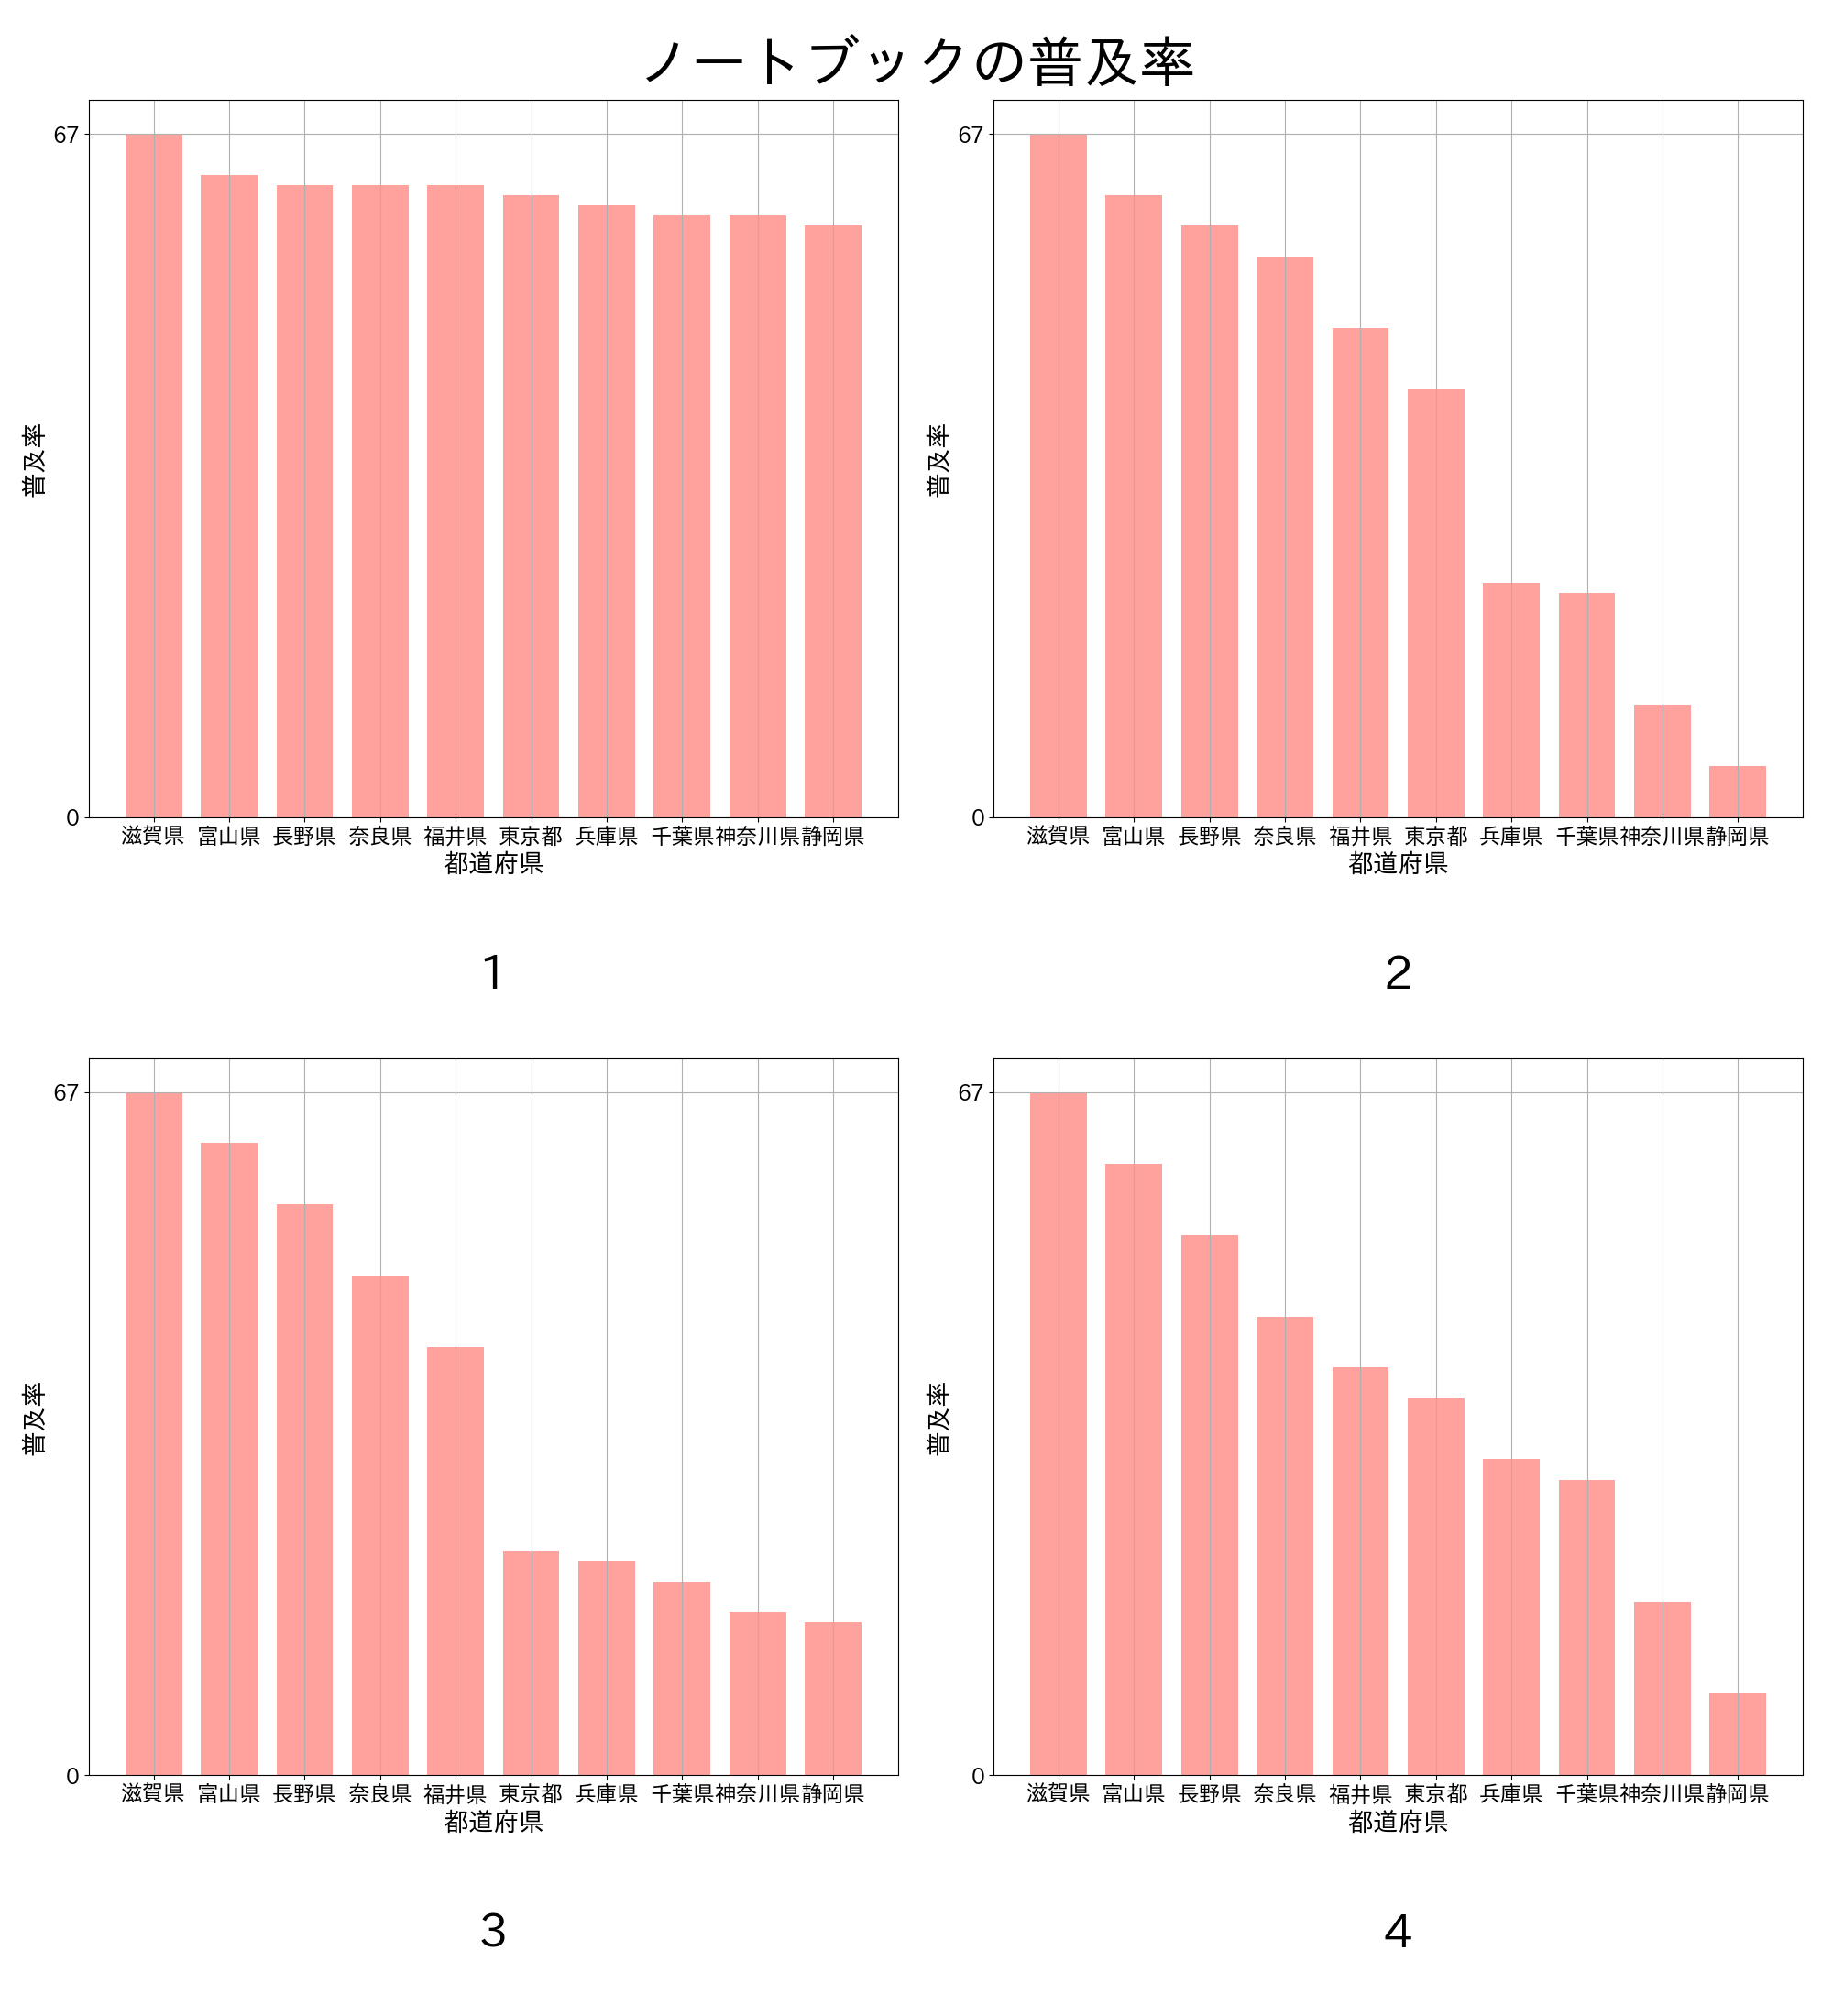 ノートブックの普及率
67
0
普及率
滋賀県 富山県 長野県 奈良県 福井県 東京都 兵庫県 千葉県 神奈川県 静岡県
都道府県
1
67
0
普及率
滋賀県 富山県 長野県 奈良県 福井県 東京都 兵庫県 千葉県 神奈川県 静岡県
都道府県
2
67
0
普及率
滋賀県 富山県 長野県 奈良県 福井県 東京都 兵庫県 千葉県 神奈川県 静岡県
都道府県
3
67
0
普及率
滋賀県 富山県 長野県 奈良県 福井県 東京都 兵庫県 千葉県 神奈川県 静岡県
都道府県
4